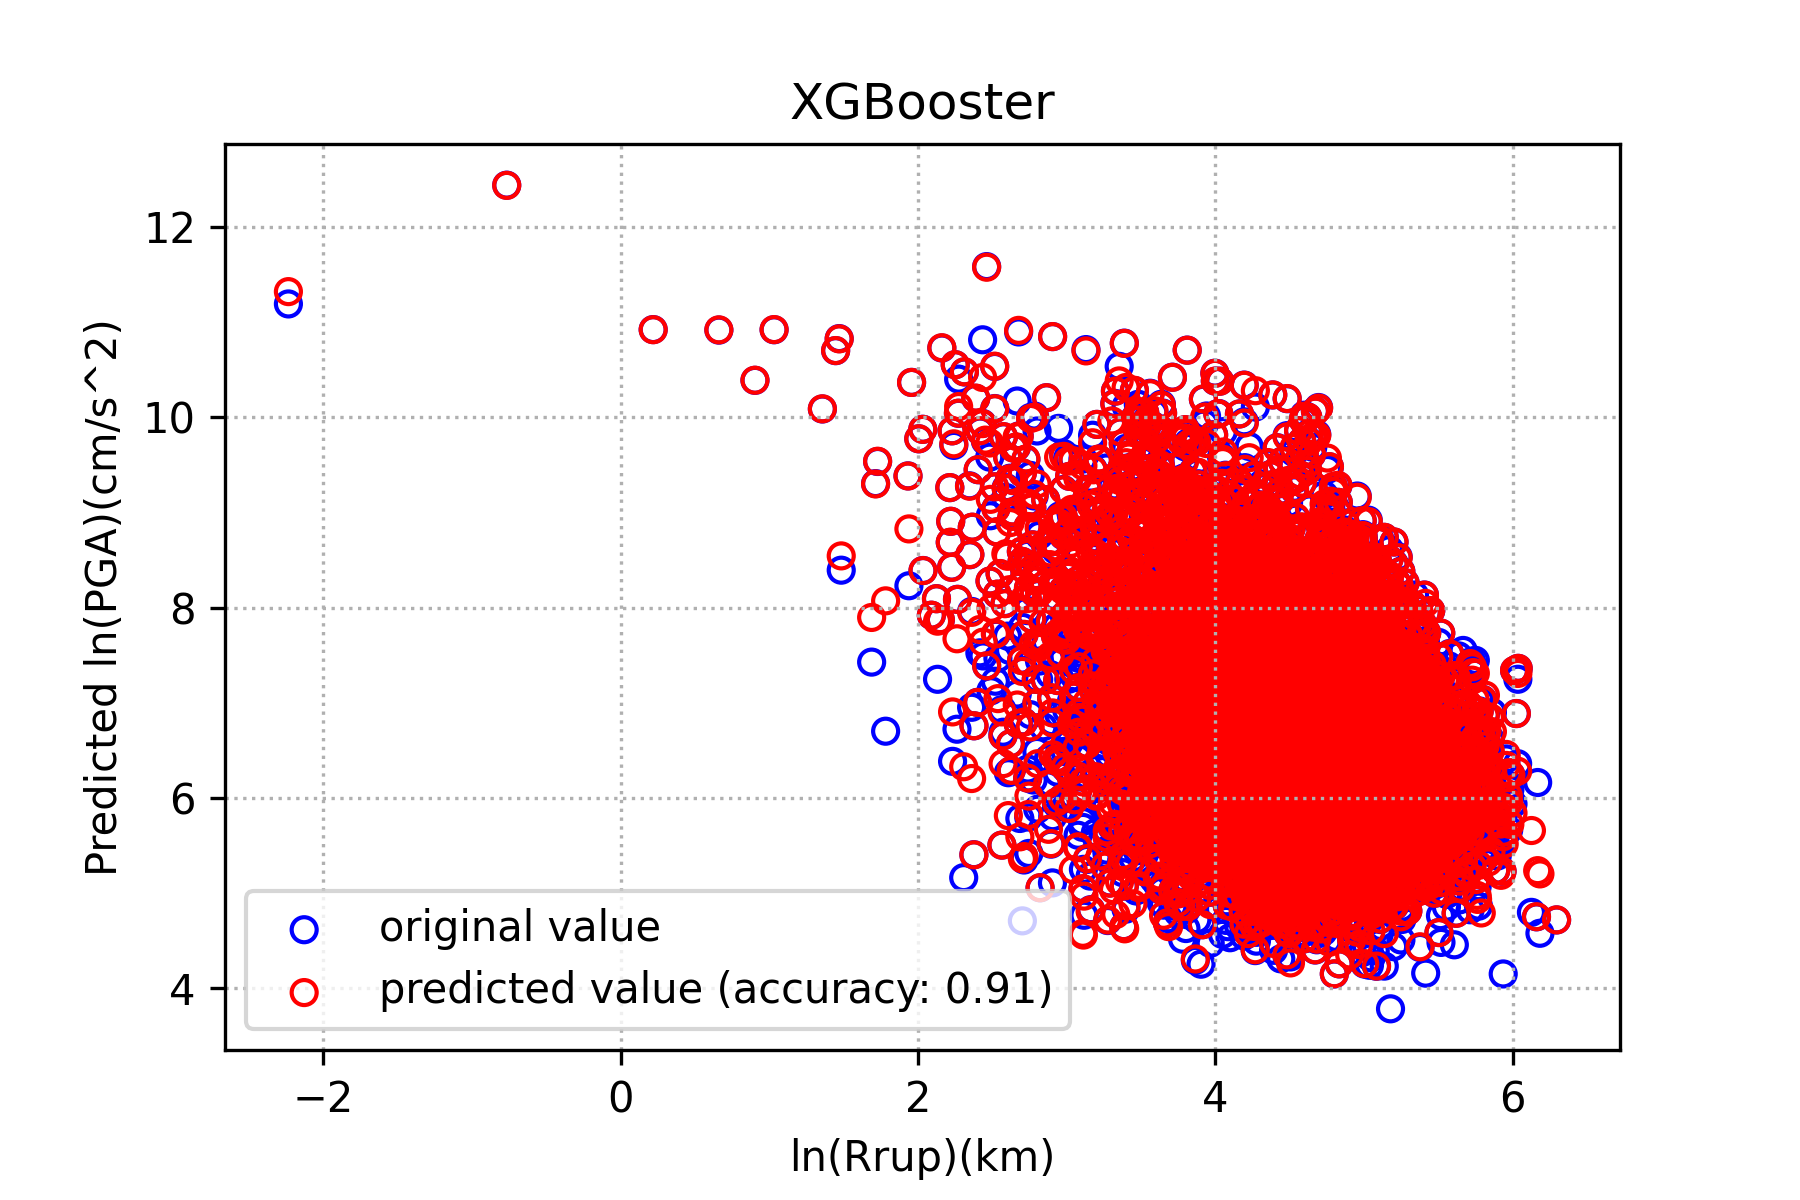 XGBooster
Predicted ln(PGA)(cm/s^2)
12
10
8
6
4
original value
predicted value (accuracy: 0.91)
−2
0
2
4
6
ln(Rrup)(km)